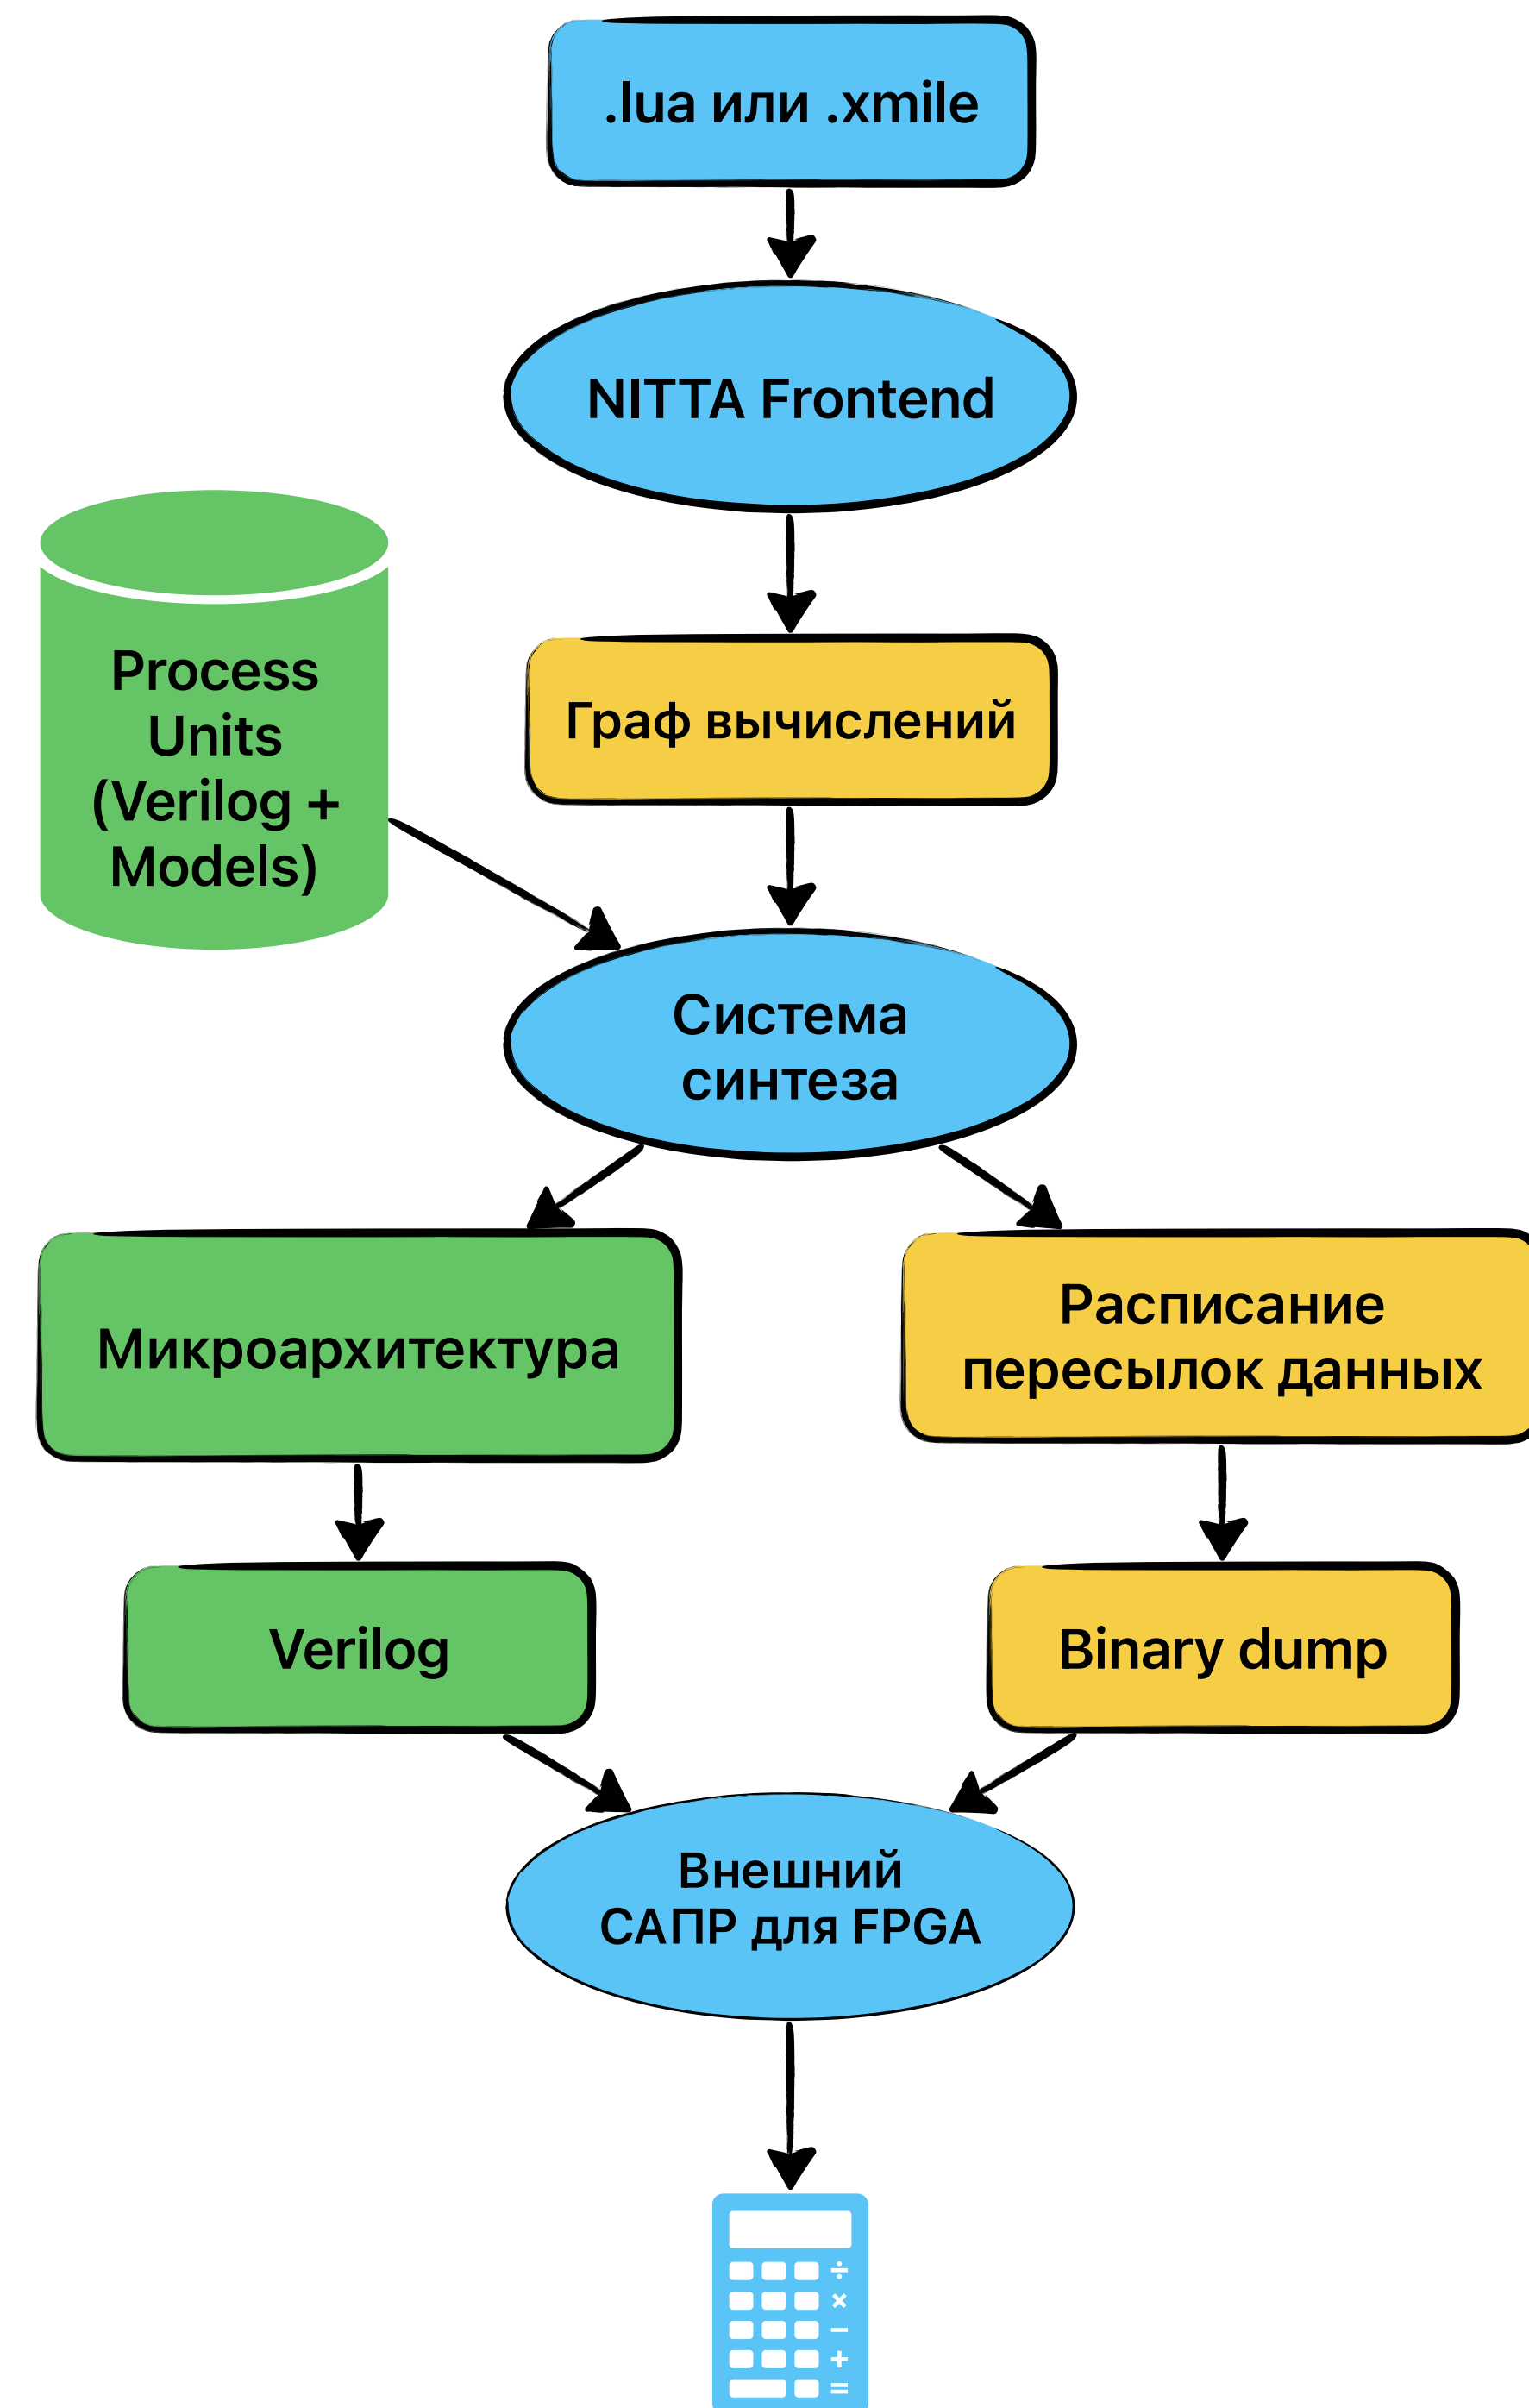 .lua или .xmile
NITTA Frontend
Process
Units
(Verilog +
Models)
Граф вычислений
Система
синтеза
Микроархитектура
Расписание
пересылок данных
Verilog
Binary dump
Внешний
САПР для FPGA
÷
×
−
+
=